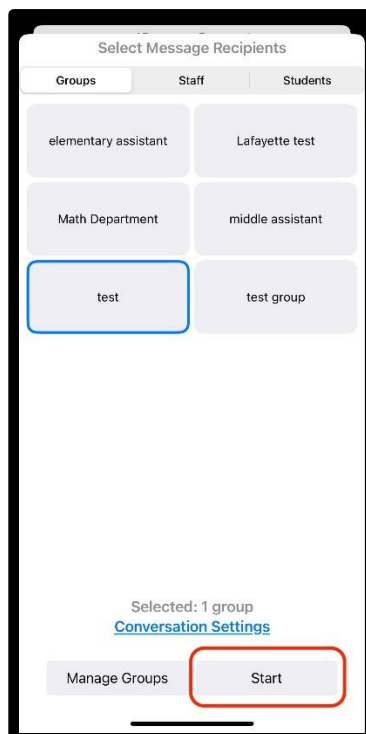 Select Message Recipients
Groups Staff Students
elementary assistant Lafayette test
Math Department middle assistant
test test group
Selected: 1 group
Conversation Settings
Manage Groups Start